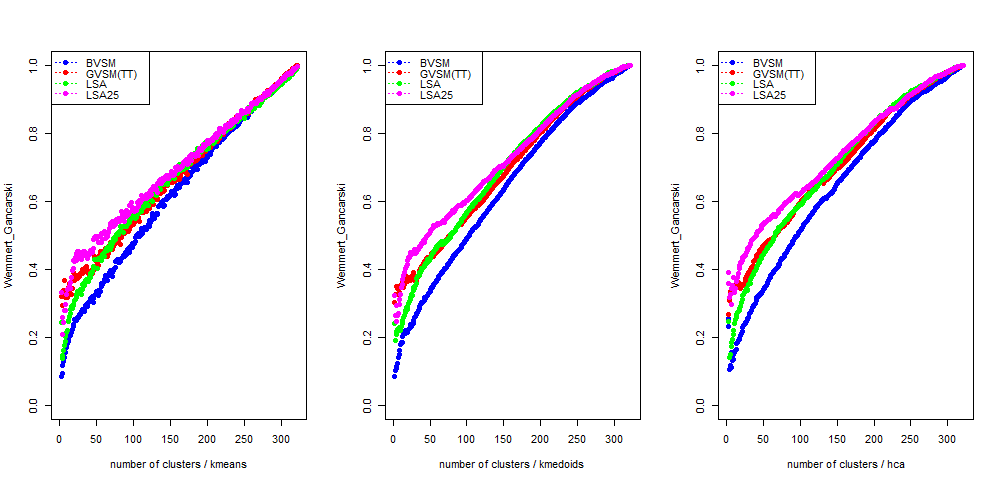 Wemmert_Gancarski
1.0
0.8
0.6
0.4
0.2
0.0
BVSM
GVSM(TT)
LSA
LSA25
0 50 100 150 200 250 300
number of clusters / kmeans
Wemmert_Gancarski
1.0
0.8
0.6
0.4
0.2
0.0
BVSM
GVSM(TT)
LSA
LSA25
0 50 100 150 200 250 300
number of clusters / kmedoids
Wemmert_Gancarski
1.0
0.8
0.6
0.4
0.2
0.0
BVSM
GVSM(TT)
LSA
LSA25
0 50 100 150 200 250 300
number of clusters / hca